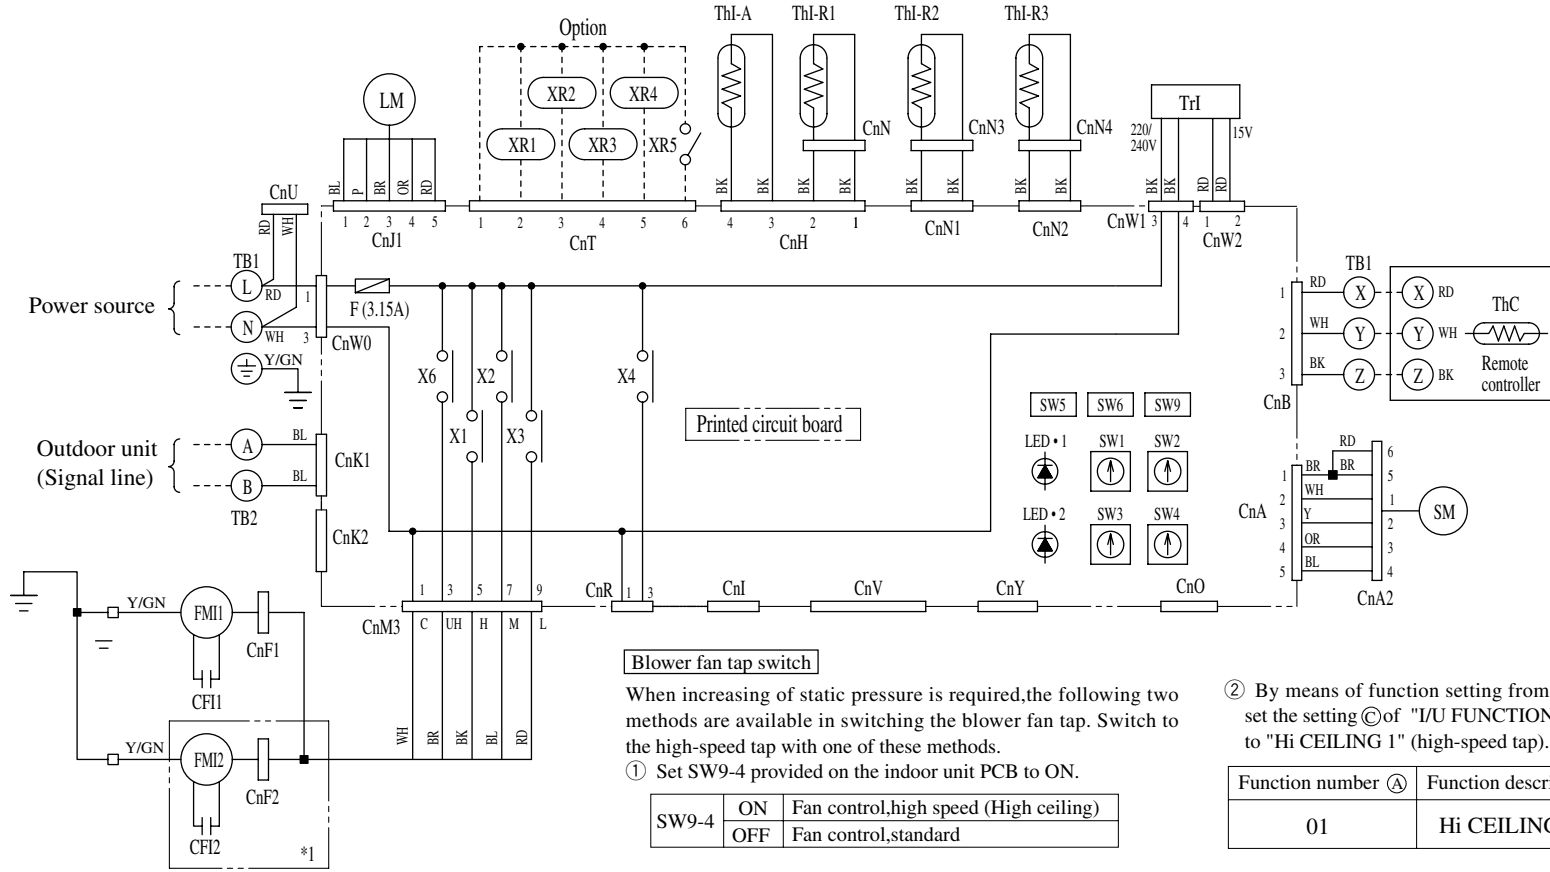 ThI-A ThI-R1 ThI-R2 ThI-R3
Option
LM
XR2 XR4
XR1 XR3 XR5
CnN CnN3 CnN4
TrI
220/
240V
15V
BL P BR OR RD
BK BK BK BK BK BK BK BK BK BK RD RD
CnU
RD WH
1 2 3 4 5
CnJ1
1 2 3 4 5 6
CnT
4 3 2 1
CnH
CnN1
CnN2
CnW1 3 4
1 2
CnW2
Power source
TB1
L RD 1
N WH 3
Y/GN
CnW0
F (3.15A)
X6 X2 X4
X1 X3
Printed circuit board
TB1
1 RD X X RD
2 WH Y Y WH
3 BK Z Z BK
CnB
ThC
Remote
controller
Outdoor unit
(Signal line)
A BL
B BL
TB2
CnK1
CnK2
SW5 SW6 SW9
LED • 1 SW1 SW2
LED • 2 SW3 SW4
CnA
RD 6
1 BR BR 5
2 WH 1
3 Y 2
4 OR 3
5 BL 4
SM
CnA2
1 3 5 7 9
CnM3 C UH H M L
CnR 1 3
CnI CnV CnY CnO
Y/GN FMI1 CnF1
CFI1
Y/GN FMI2 CnF2
CFI2
*1
WH BR BK BL RD
Blower fan tap switch
When increasing of static pressure is required,the following two
methods are available in switching the blower fan tap. Switch to
the high-speed tap with one of these methods.
① Set SW9-4 provided on the indoor unit PCB to ON.
SW9-4 ON Fan control,high speed (High ceiling)
OFF Fan control,standard
② By means of function setting from
set the setting Ⓒ of "I/U FUNCTION
to "Hi CEILING 1" (high-speed tap).
Function number Ⓐ Function descri
01 Hi CEILING